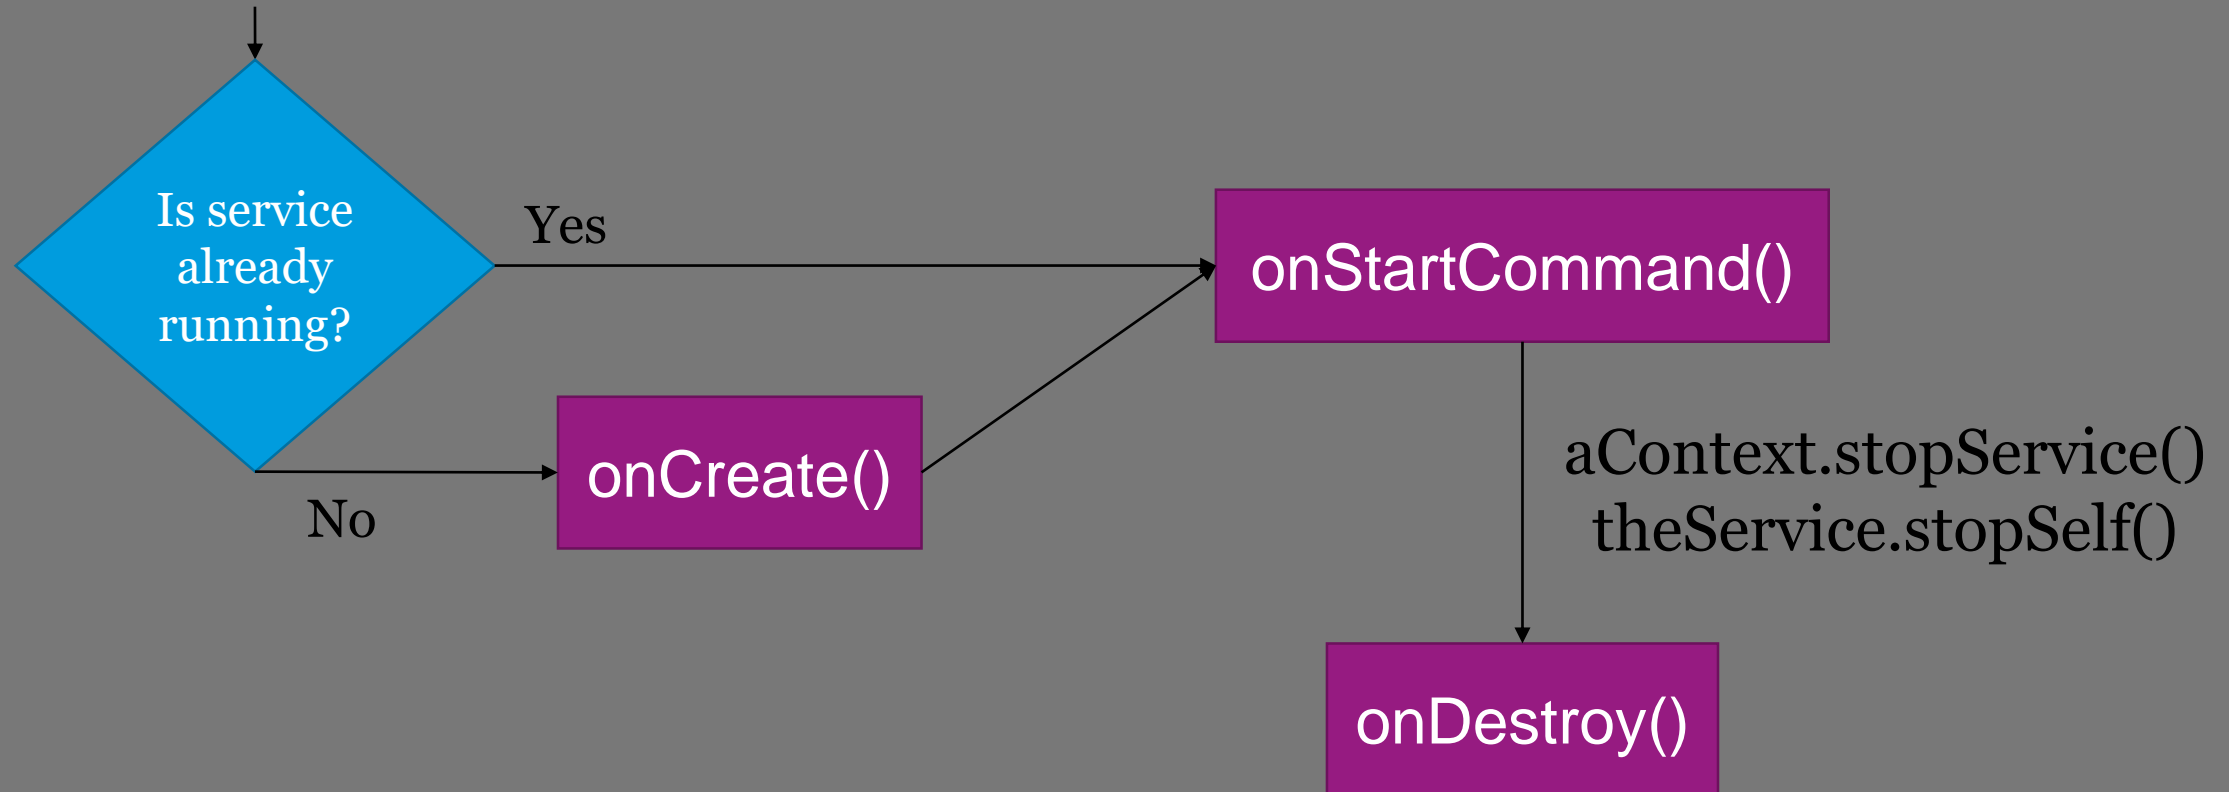 Is service
already
running?
Yes
No
onCreate()
onStartCommand()
aContext.stopService()
theService.stopSelf()
onDestroy()